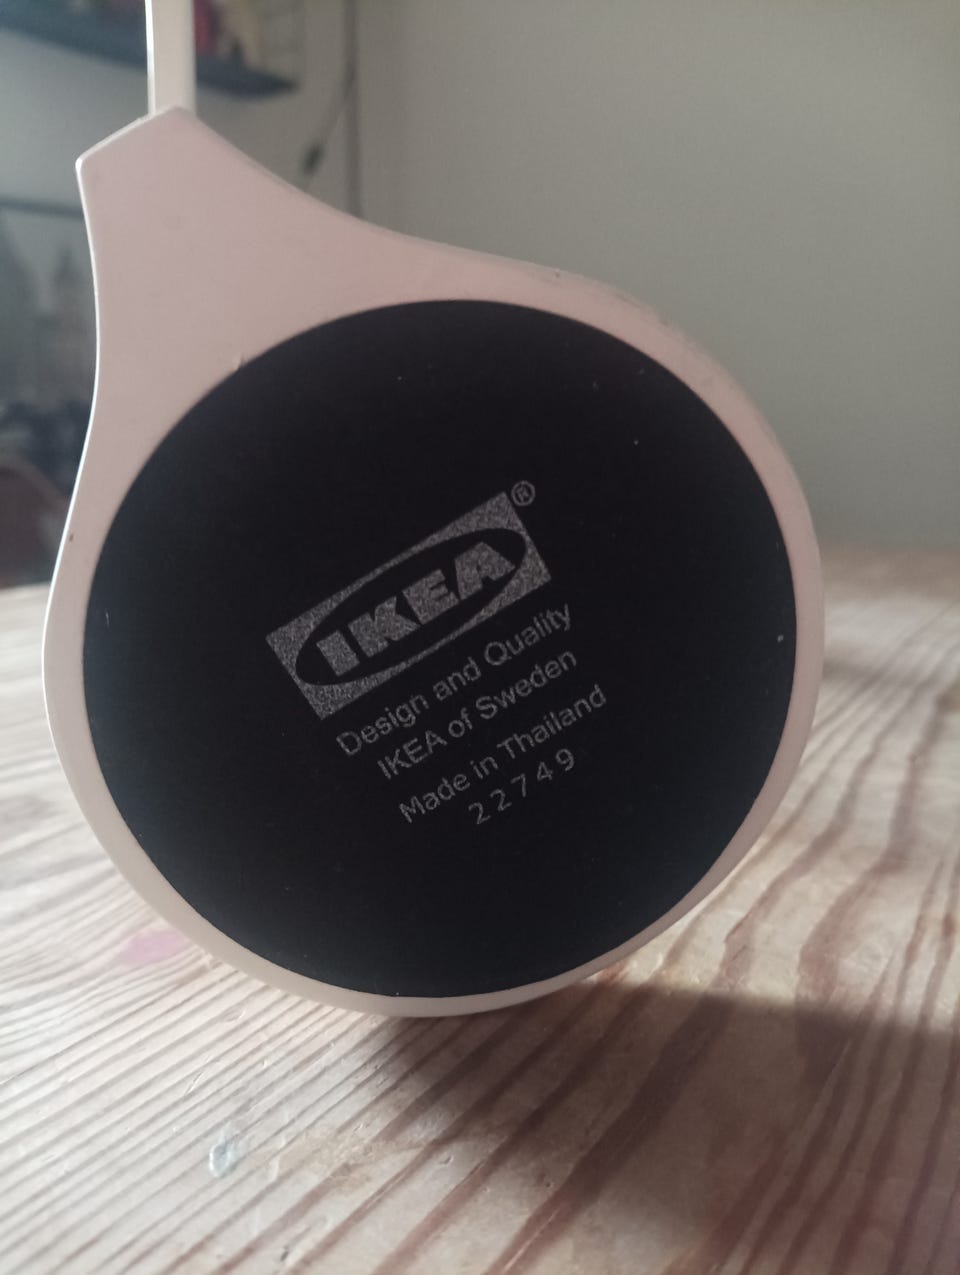 IKEA®
Design and Quality
IKEA of Sweden
Made in Thailand
22749